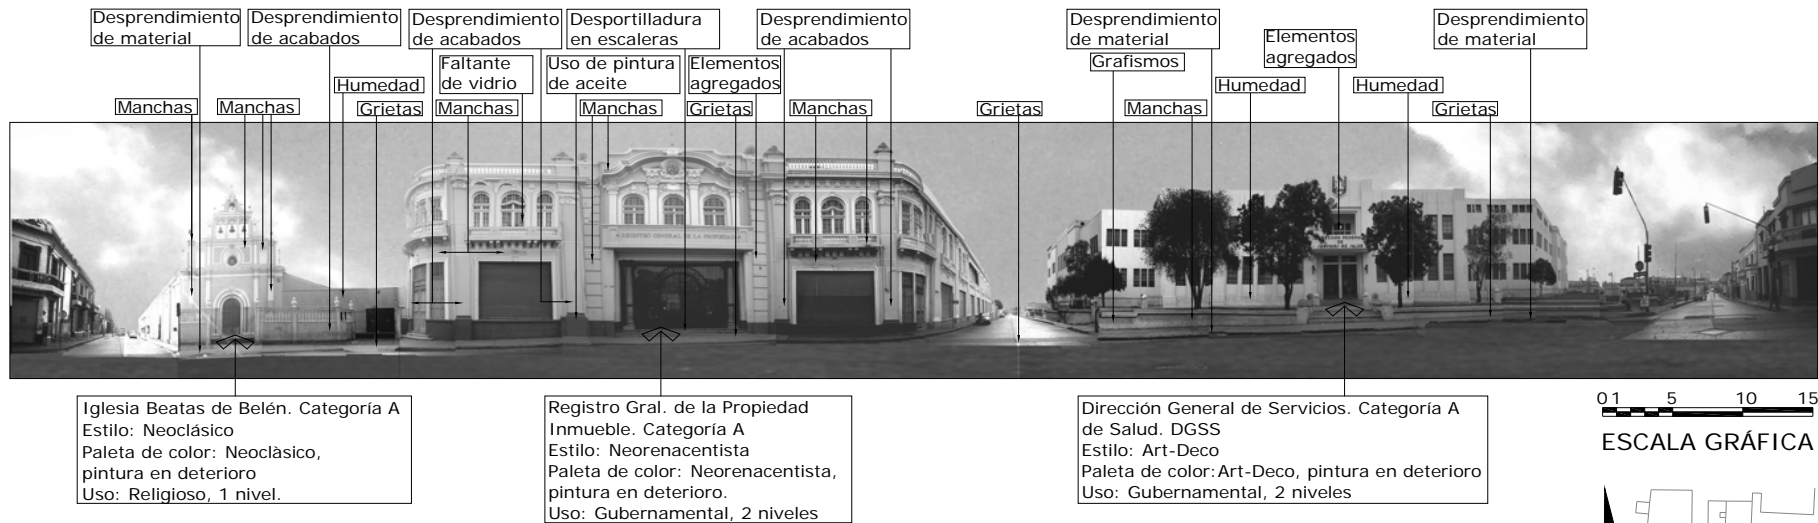 Desprendimiento
de material
Desprendimiento
de acabados
Desprendimiento
de acabados
Desportilladura
en escaleras
Desprendimiento
de acabados
Desprendimiento
de material
Elementos
agregados
Desprendimiento
de material
Faltante
de vidrio
Uso de pintura
de aceite
Elementos
agregados
Grafismos
Humedad
Humedad
Humedad
Manchas
Manchas
Grietas
Manchas
Manchas
Grietas
Manchas
Grietas
Manchas
Grietas
REGISTRO GENERAL DE LA PROPIEDAD
Iglesia Beatas de Belén. Categoría A
Estilo: Neoclásico
Paleta de color: Neoclàsico,
pintura en deterioro
Uso: Religioso, 1 nivel.
Registro Gral. de la Propiedad
Inmueble. Categoría A
Estilo: Neorenacentista
Paleta de color: Neorenacentista,
pintura en deterioro.
Uso: Gubernamental, 2 niveles
Dirección General de Servicios. Categoría A
de Salud. DGSS
Estilo: Art-Deco
Paleta de color:Art-Deco, pintura en deterioro
Uso: Gubernamental, 2 niveles
0 1 5 10 15
ESCALA GRÁFICA